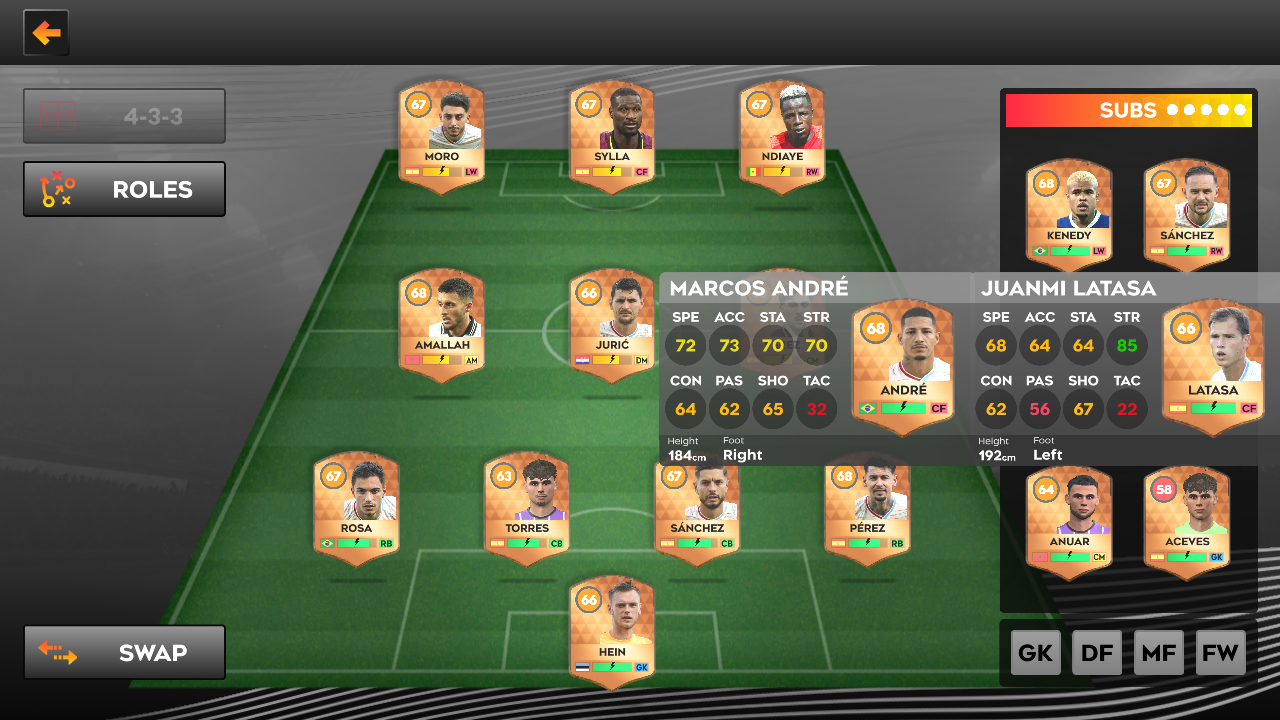 4-3-3
ROLES
67
MORO
LW
67
SYLLA
CF
67
NDIAYE
RW
SUBS
68
KENEDY
LW
67
SÁNCHEZ
RW
68
AMALLAH
AM
66
JURIĆ
DM
MARCOS ANDRÉ
SPE ACC STA STR
72 73 70 70
CON PAS SHO TAC
64 62 65 32
Height Foot
184cm Right
68
ANDRÉ
CF
JUANMI LATASA
SPE ACC STA STR
68 64 64 85
CON PAS SHO TAC
62 56 67 22
Height Foot
192cm Left
66
LATASA
CF
67
ROSA
RB
63
TORRES
CB
67
SÁNCHEZ
CB
68
PÉREZ
RB
64
ANUAR
CM
58
ACEVES
GK
66
HEIN
GK
SWAP
GK DF MF FW